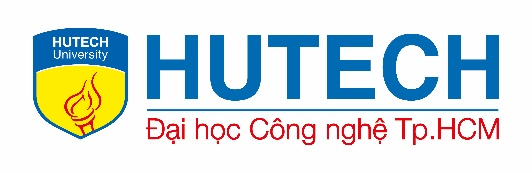 HUTECH
University
HUTECH
Đại học Công nghệ Tp.HCM